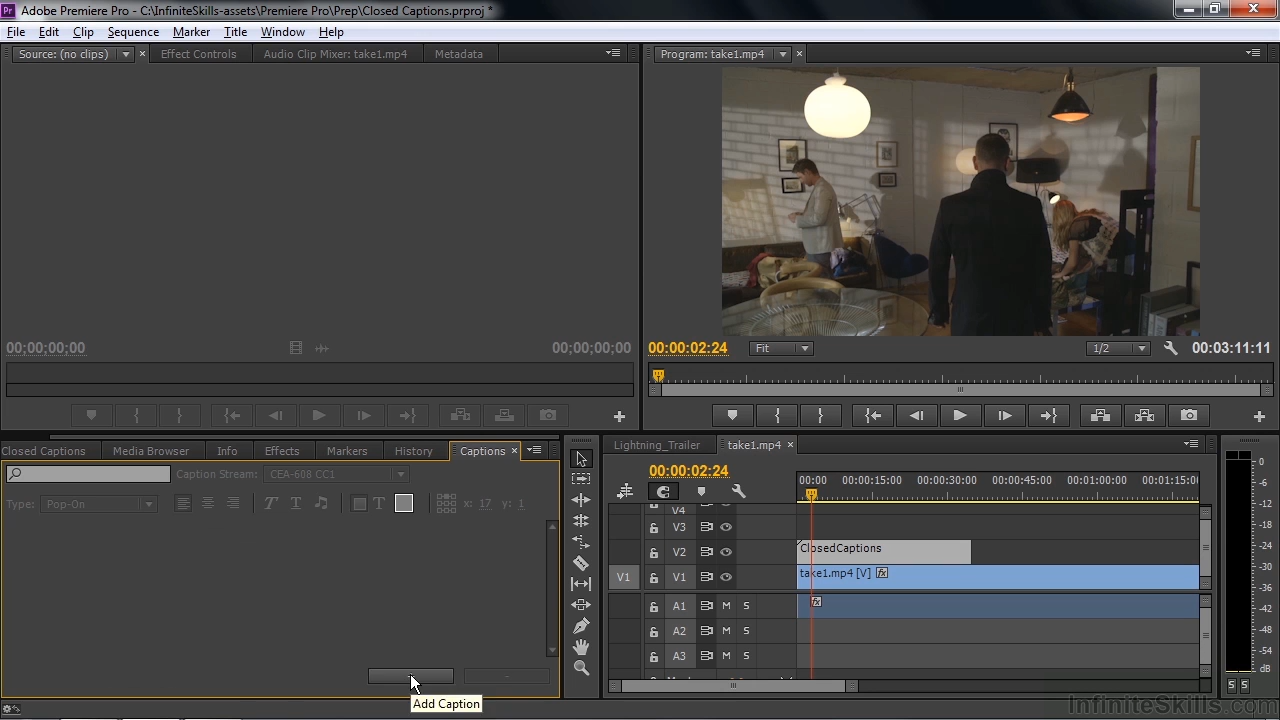 Pr Adobe Premiere Pro - C:\InfiniteSkills-assets\Premiere Pro\Prep\Closed Captions.prproj *
File Edit Clip Sequence Marker Title Window Help
Source: (no clips) Effect Controls Audio Clip Mixer: take1.mp4 Metadata
Program: take1.mp4
00;00;00;00 00;00;00;00
00:00:02:24 Fit 1/2 00:03:11:11
Closed Captions Media Browser Info Effects Markers History Captions
Caption Stream: CEA-608 CC1
Type: Pop-On T T T x: 17 y: 1
Add Caption
Lightning_Trailer take1.mp4
00:00:02:24
00:00 00:00:15:00 00:00:30:00 00:00:45:00 00:01:00:00 00:01:15:00
V4
V3
V2 ClosedCaptions
V1 V1 take1.mp4 [V] fx
A1 M S fx
A2 M S
A3 M S
0
-6
-12
-18
-24
-30
-36
-42
-48
-54
dB
S S
InfiniteSkills.com